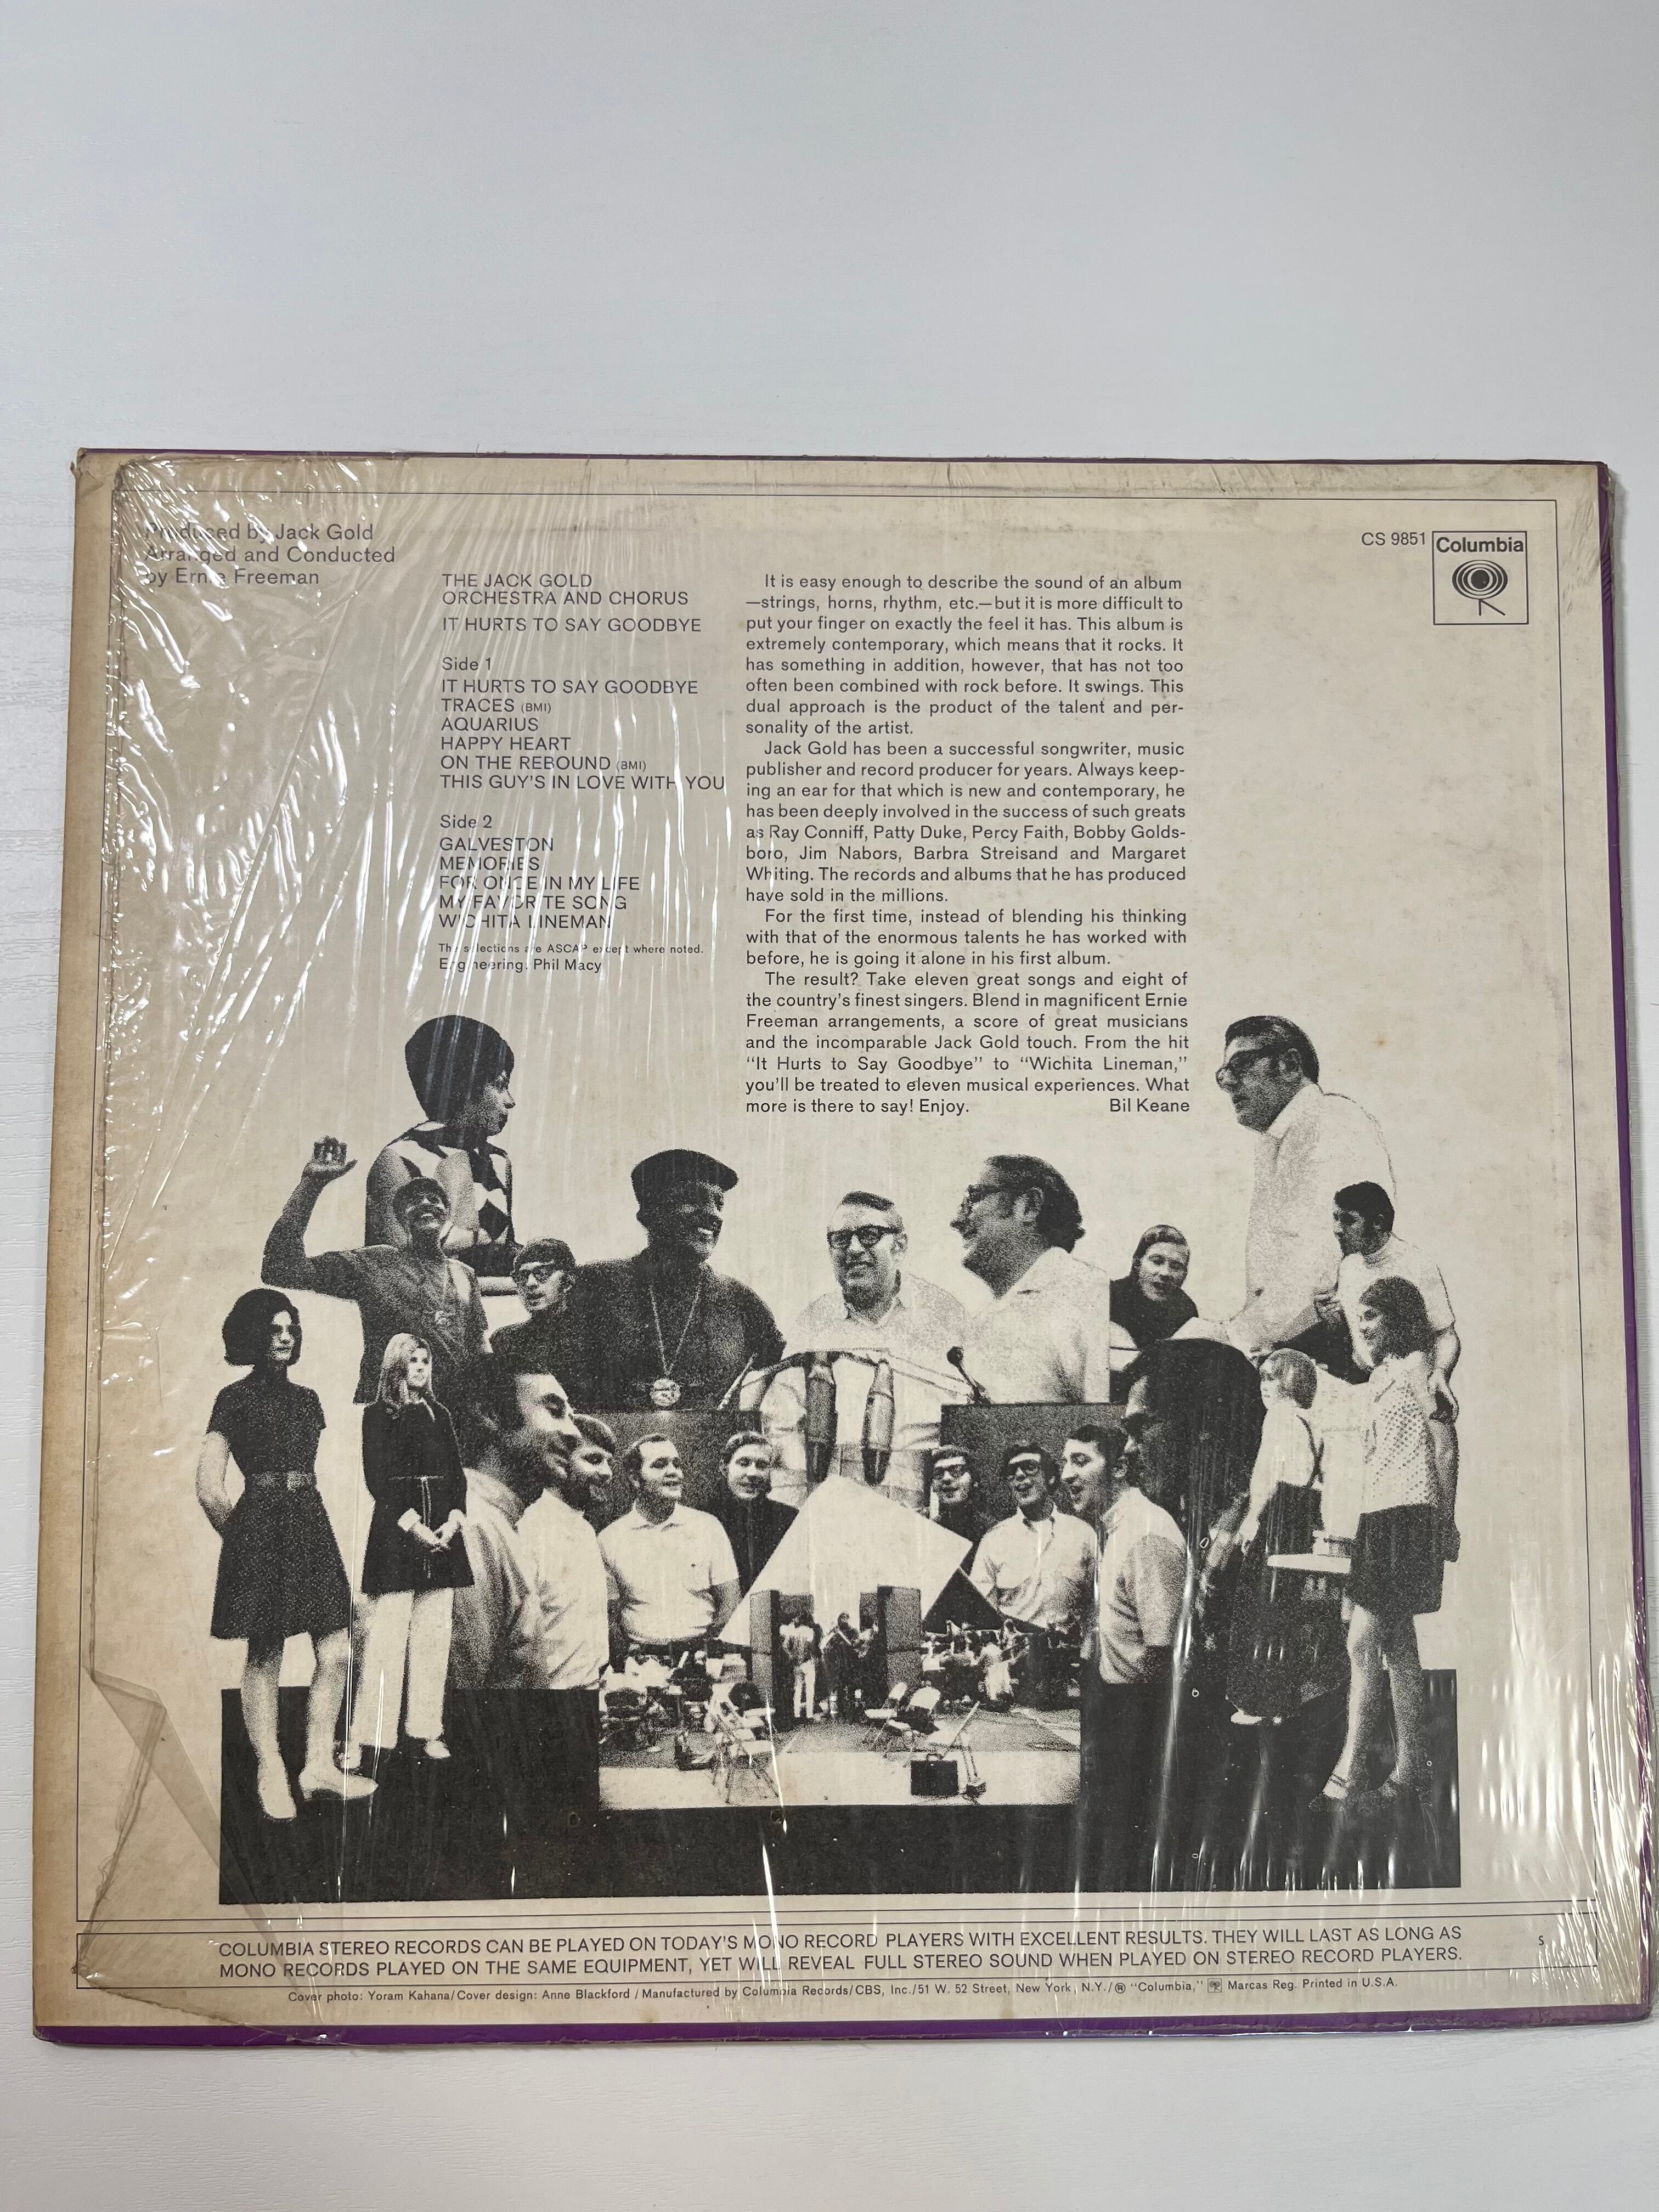 Produced by Jack Gold
Arranged and Conducted
by Ernie Freeman
THE JACK GOLD
ORCHESTRA AND CHORUS
IT HURTS TO SAY GOODBYE
Side 1
IT HURTS TO SAY GOODBYE
TRACES (BMI)
AQUARIUS
HAPPY HEART
ON THE REBOUND (BMI)
THIS GUY'S IN LOVE WITH YOU
Side 2
GALVESTON
MEMORIES
FOR ONCE IN MY LIFE
MY FAVORITE SONG
WICHITA LINEMAN
The selections are ASCAP except where noted.
Engineering: Phil Macy
It is easy enough to describe the sound of an album
—strings, horns, rhythm, etc.—but it is more difficult to
put your finger on exactly the feel it has. This album is
extremely contemporary, which means that it rocks. It
has something in addition, however, that has not too
often been combined with rock before. It swings. This
dual approach is the product of the talent and per-
sonality of the artist.
Jack Gold has been a successful songwriter, music
publisher and record producer for years. Always keep-
ing an ear for that which is new and contemporary, he
has been deeply involved in the success of such greats
as Ray Conniff, Patty Duke, Percy Faith, Bobby Golds-
boro, Jim Nabors, Barbra Streisand and Margaret
Whiting. The records and albums that he has produced
have sold in the millions.
For the first time, instead of blending his thinking
with that of the enormous talents he has worked with
before, he is going it alone in his first album.
The result? Take eleven great songs and eight of
the country's finest singers. Blend in magnificent Ernie
Freeman arrangements, a score of great musicians
and the incomparable Jack Gold touch. From the hit
"It Hurts to Say Goodbye" to "Wichita Lineman,"
you'll be treated to eleven musical experiences. What
more is there to say! Enjoy. Bil Keane
CS 9851
Columbia
COLUMBIA STEREO RECORDS CAN BE PLAYED ON TODAY'S MONO RECORD PLAYERS WITH EXCELLENT RESULTS. THEY WILL LAST AS LONG AS
MONO RECORDS PLAYED ON THE SAME EQUIPMENT, YET WILL REVEAL FULL STEREO SOUND WHEN PLAYED ON STEREO RECORD PLAYERS.
S
Cover photo: Yoram Kahana/Cover design: Anne Blackford / Manufactured by Columbia Records/CBS, Inc./51 W. 52 Street, New York, N.Y./® "Columbia," Marcas Reg. Printed in U.S.A.